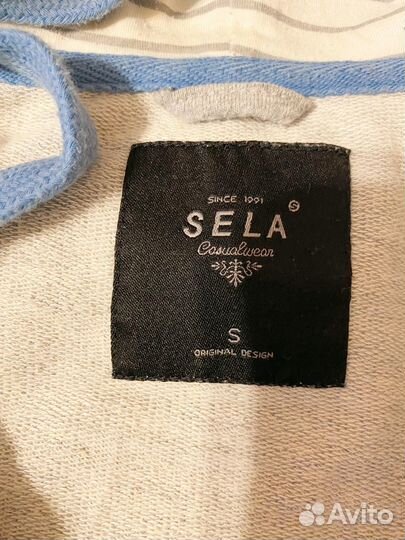 SINCE 1991
SELA S
Casualwear
S
ORIGINAL DESIGN
Avito